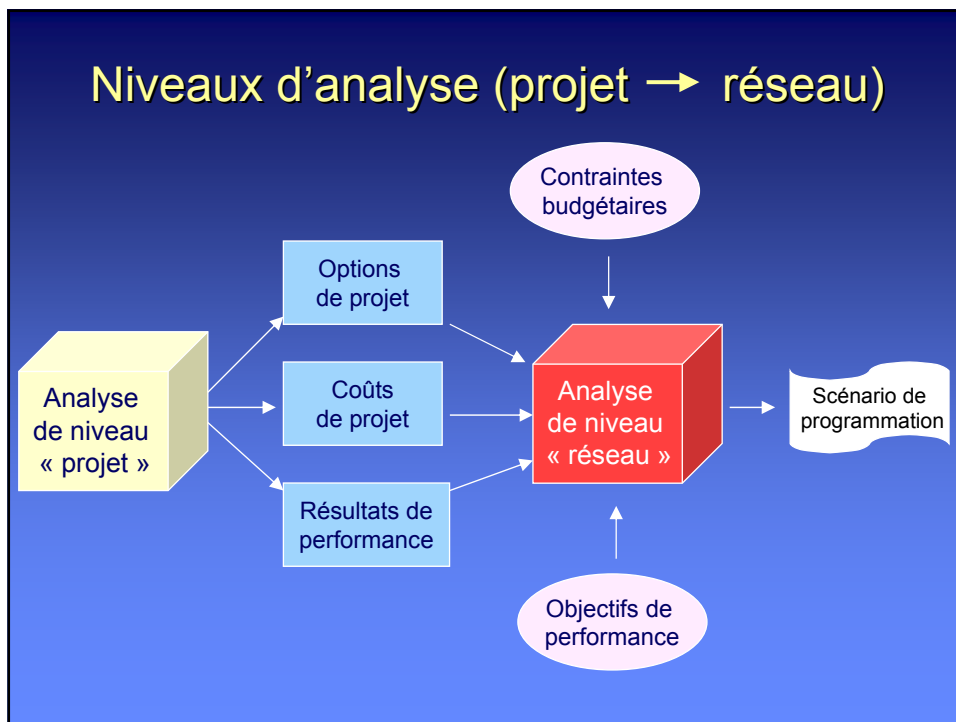 Niveaux d’analyse (projet → réseau)
Contraintes
budgétaires
Options
de projet
Analyse
de niveau
« projet »
Coûts
de projet
Analyse
de niveau
« réseau »
Scénario de
programmation
Résultats de
performance
Objectifs de
performance